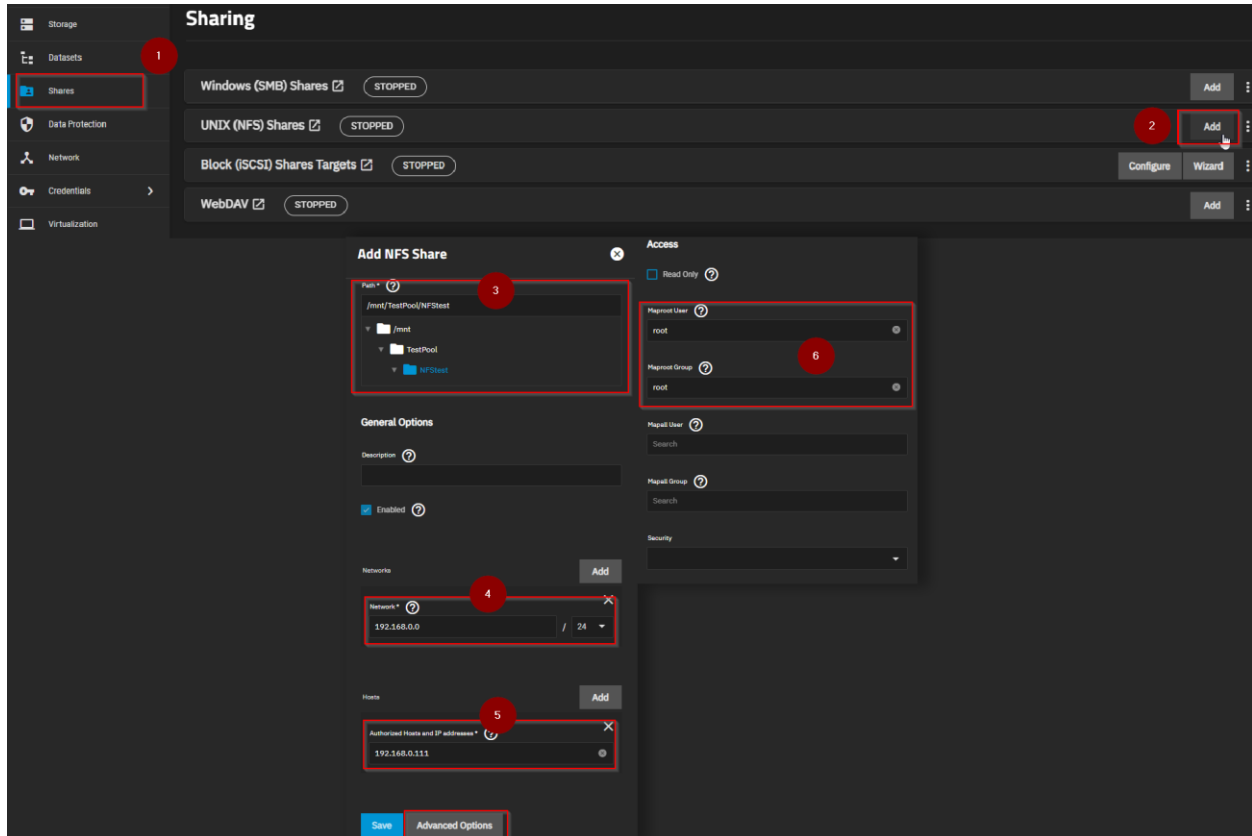 Storage
Datasets
1
Shares
Data Protection
Network
Credentials
Virtualization
Sharing
Windows (SMB) Shares STOPPED Add
UNIX (NFS) Shares STOPPED 2 Add
Block (iSCSI) Shares Targets STOPPED Configure Wizard
WebDAV STOPPED Add
Add NFS Share
Path * ?
3
/mnt/TestPool/NFStest
/mnt
TestPool
NFStest
General Options
Description ?
Enabled ?
Networks Add
4
Network * ?
192.168.0.0 / 24
Hosts Add
5
Authorized Hosts and IP addresses * ?
192.168.0.111
Save Advanced Options
Access
Read Only ?
Maproot User ?
root
6
Maproot Group ?
root
Mapall User ?
Search
Mapall Group ?
Search
Security